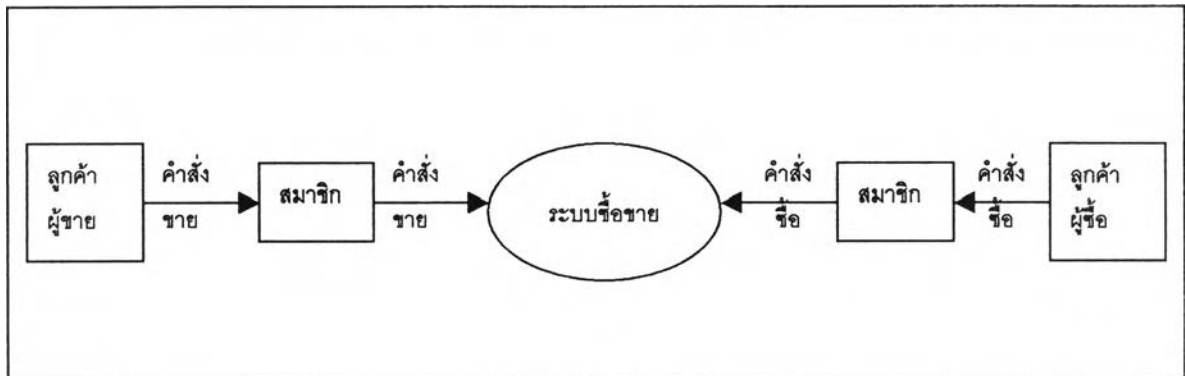 ลูกค้า
ผู้ขาย
คำสั่ง
ขาย
สมาชิก
คำสั่ง
ขาย
ระบบซื้อขาย
คำสั่ง
ซื้อ
สมาชิก
คำสั่ง
ซื้อ
ลูกค้า
ผู้ซื้อ